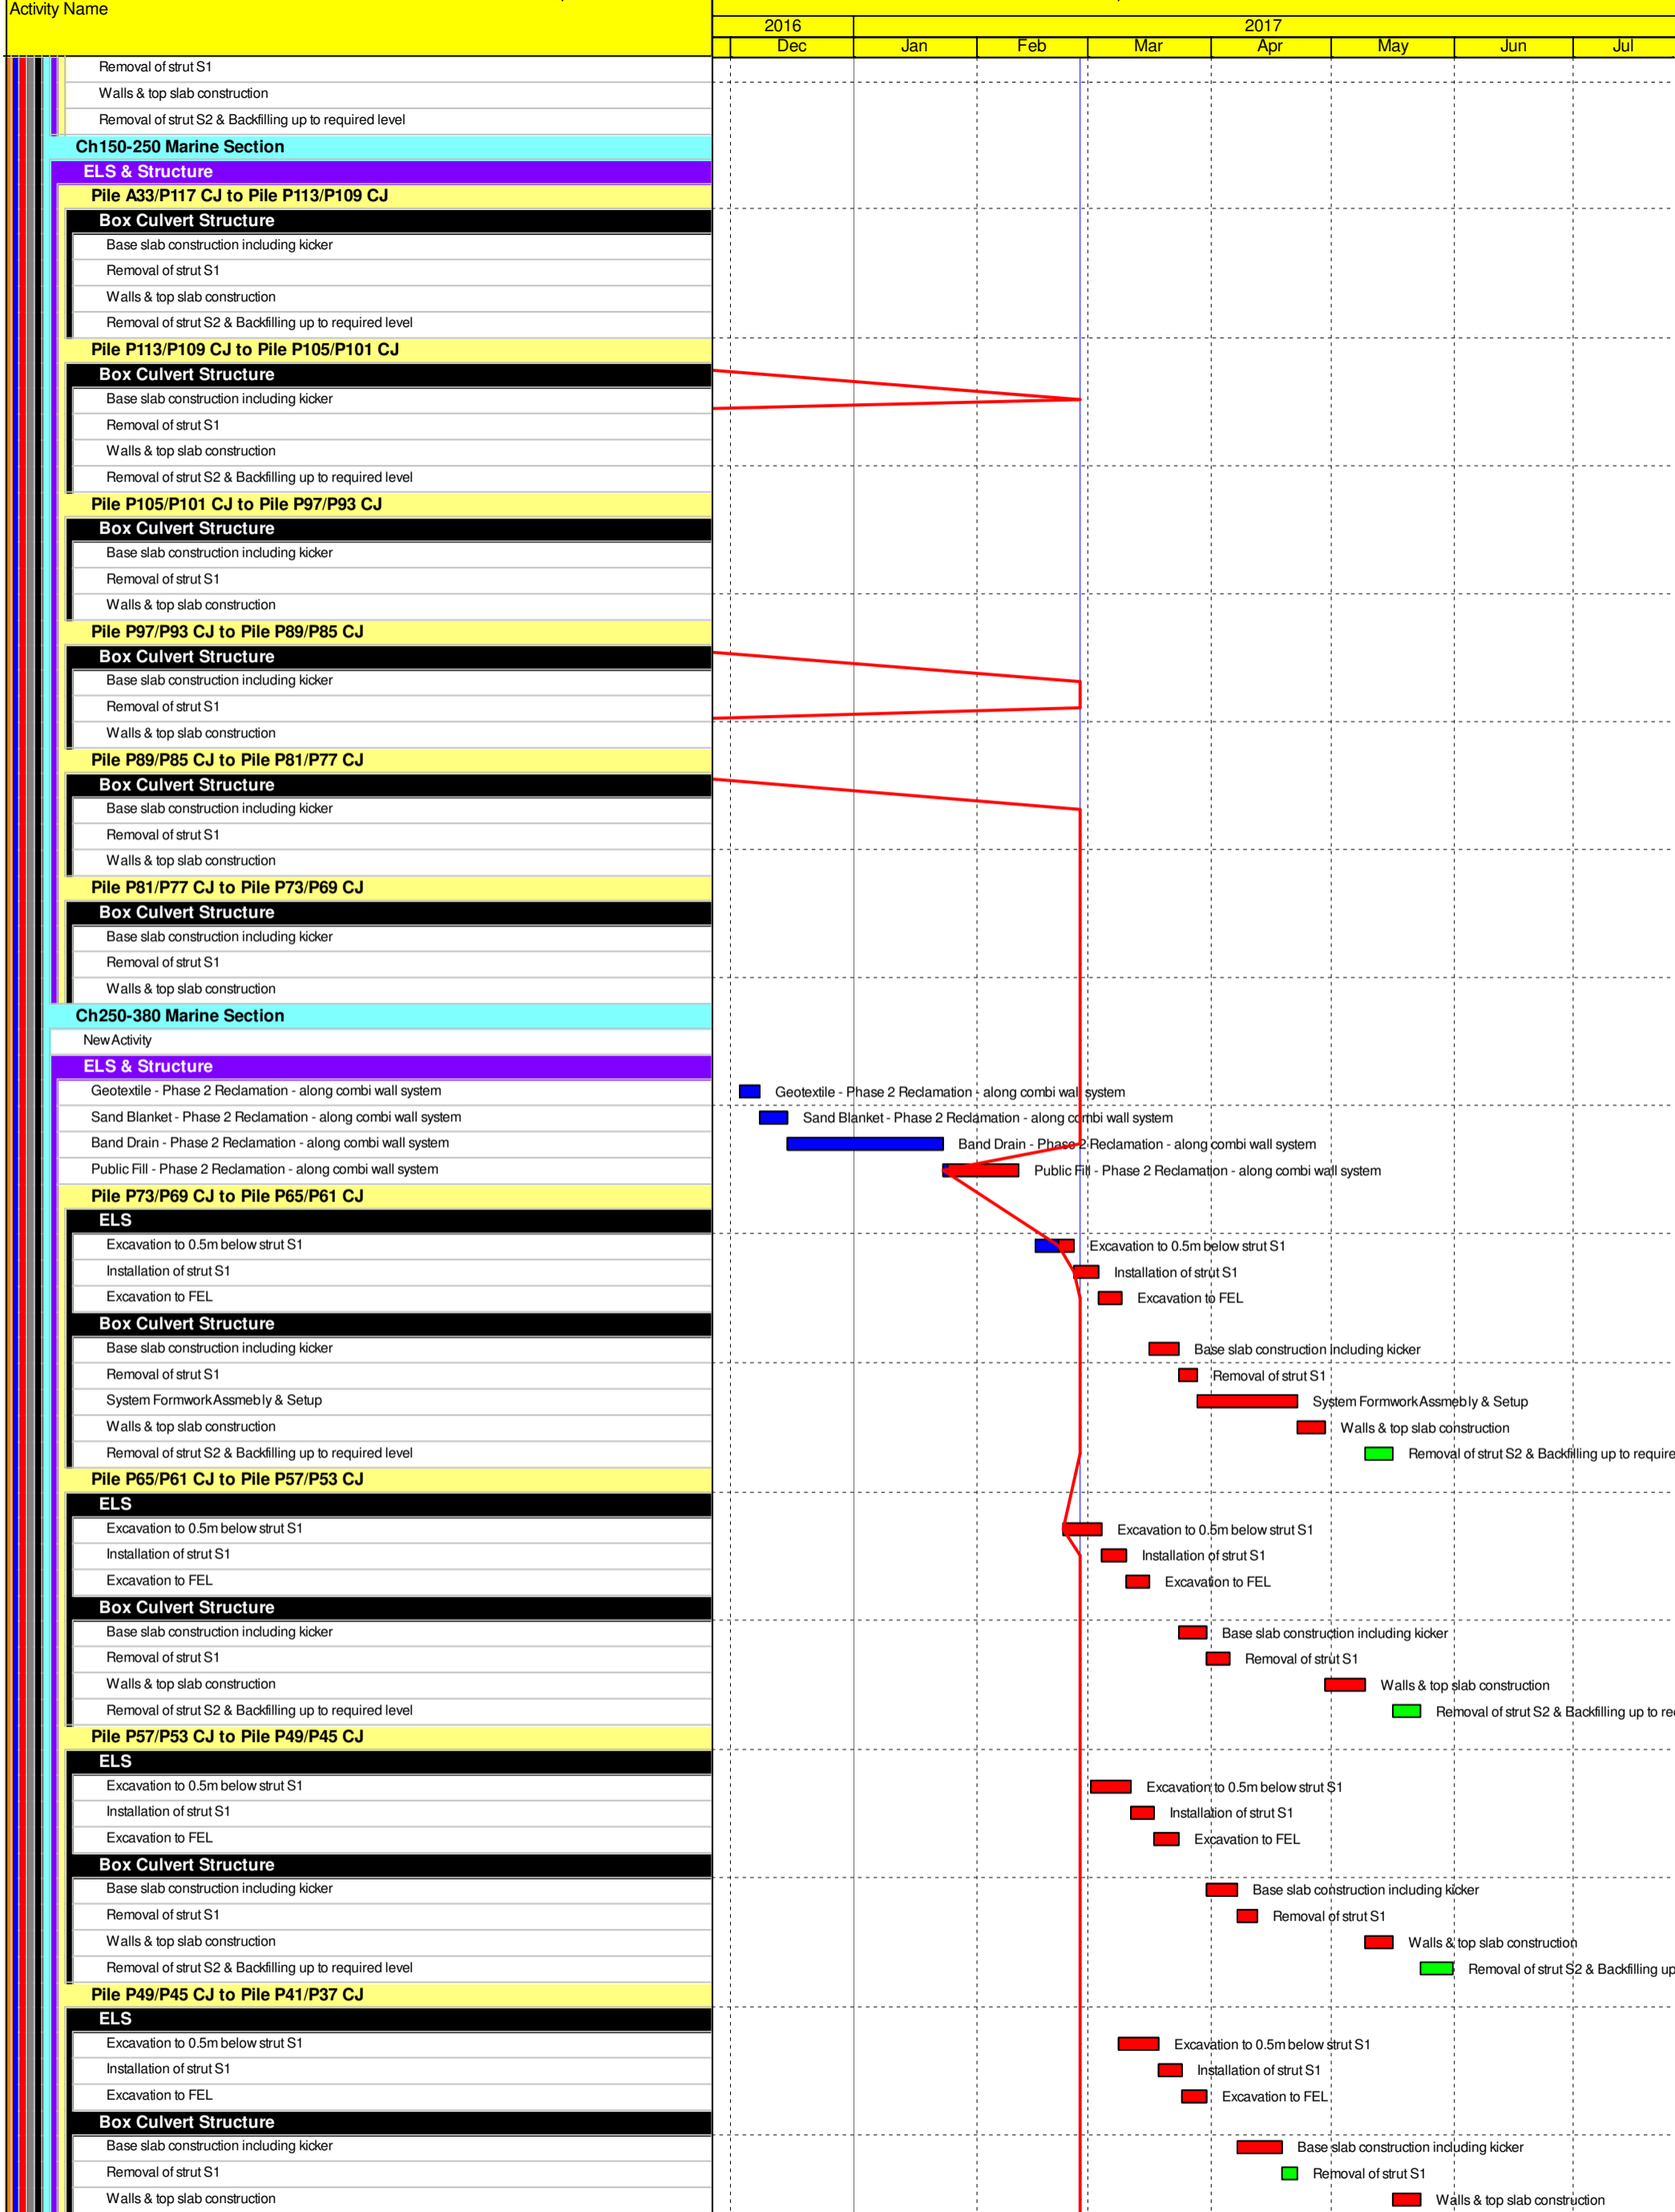 Activity Name
2016 2017
Dec Jan Feb Mar Apr May Jun Jul
Removal of strut S1
Walls & top slab construction
Removal of strut S2 & Backfilling up to required level
Ch150-250 Marine Section
ELS & Structure
Pile A33/P117 CJ to Pile P113/P109 CJ
Box Culvert Structure
Base slab construction including kicker
Removal of strut S1
Walls & top slab construction
Removal of strut S2 & Backfilling up to required level
Pile P113/P109 CJ to Pile P105/P101 CJ
Box Culvert Structure
Base slab construction including kicker
Removal of strut S1
Walls & top slab construction
Removal of strut S2 & Backfilling up to required level
Pile P105/P101 CJ to Pile P97/P93 CJ
Box Culvert Structure
Base slab construction including kicker
Removal of strut S1
Walls & top slab construction
Pile P97/P93 CJ to Pile P89/P85 CJ
Box Culvert Structure
Base slab construction including kicker
Removal of strut S1
Walls & top slab construction
Pile P89/P85 CJ to Pile P81/P77 CJ
Box Culvert Structure
Base slab construction including kicker
Removal of strut S1
Walls & top slab construction
Pile P81/P77 CJ to Pile P73/P69 CJ
Box Culvert Structure
Base slab construction including kicker
Removal of strut S1
Walls & top slab construction
Ch250-380 Marine Section
New Activity
ELS & Structure
Geotextile - Phase 2 Reclamation - along combi wall system Geotextile - Phase 2 Reclamation - along combi wall system
Sand Blanket - Phase 2 Reclamation - along combi wall system Sand Blanket - Phase 2 Reclamation - along combi wall system
Band Drain - Phase 2 Reclamation - along combi wall system Band Drain - Phase 2 Reclamation - along combi wall system
Public Fill - Phase 2 Reclamation - along combi wall system Public Fill - Phase 2 Reclamation - along combi wall system
Pile P73/P69 CJ to Pile P65/P61 CJ
ELS
Excavation to 0.5m below strut S1 Excavation to 0.5m below strut S1
Installation of strut S1 Installation of strut S1
Excavation to FEL Excavation to FEL
Box Culvert Structure
Base slab construction including kicker Base slab construction including kicker
Removal of strut S1 Removal of strut S1
System Formwork Assmebly & Setup System Formwork Assmebly & Setup
Walls & top slab construction Walls & top slab construction
Removal of strut S2 & Backfilling up to required level Removal of strut S2 & Backfilling up to require
Pile P65/P61 CJ to Pile P57/P53 CJ
ELS
Excavation to 0.5m below strut S1 Excavation to 0.5m below strut S1
Installation of strut S1 Installation of strut S1
Excavation to FEL Excavation to FEL
Box Culvert Structure
Base slab construction including kicker Base slab construction including kicker
Removal of strut S1 Removal of strut S1
Walls & top slab construction Walls & top slab construction
Removal of strut S2 & Backfilling up to required level Removal of strut S2 & Backfilling up to re
Pile P57/P53 CJ to Pile P49/P45 CJ
ELS
Excavation to 0.5m below strut S1 Excavation to 0.5m below strut S1
Installation of strut S1 Installation of strut S1
Excavation to FEL Excavation to FEL
Box Culvert Structure
Base slab construction including kicker Base slab construction including kicker
Removal of strut S1 Removal of strut S1
Walls & top slab construction Walls & top slab construction
Removal of strut S2 & Backfilling up to required level Removal of strut S2 & Backfilling up
Pile P49/P45 CJ to Pile P41/P37 CJ
ELS
Excavation to 0.5m below strut S1 Excavation to 0.5m below strut S1
Installation of strut S1 Installation of strut S1
Excavation to FEL Excavation to FEL
Box Culvert Structure
Base slab construction including kicker Base slab construction including kicker
Removal of strut S1 Removal of strut S1
Walls & top slab construction Walls & top slab construction